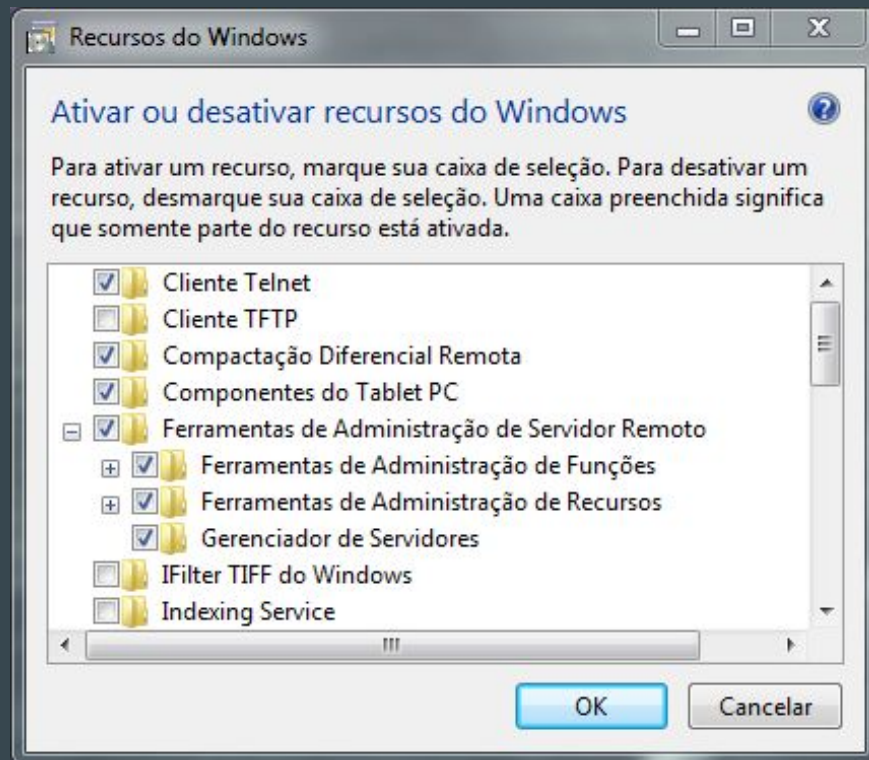 Recursos do Windows
Ativar ou desativar recursos do Windows
Para ativar um recurso, marque sua caixa de seleção. Para desativar um
recurso, desmarque sua caixa de seleção. Uma caixa preenchida significa
que somente parte do recurso está ativada.
Cliente Telnet
Cliente TFTP
Compactação Diferencial Remota
Componentes do Tablet PC
Ferramentas de Administração de Servidor Remoto
Ferramentas de Administração de Funções
Ferramentas de Administração de Recursos
Gerenciador de Servidores
IFilter TIFF do Windows
Indexing Service
OK Cancelar